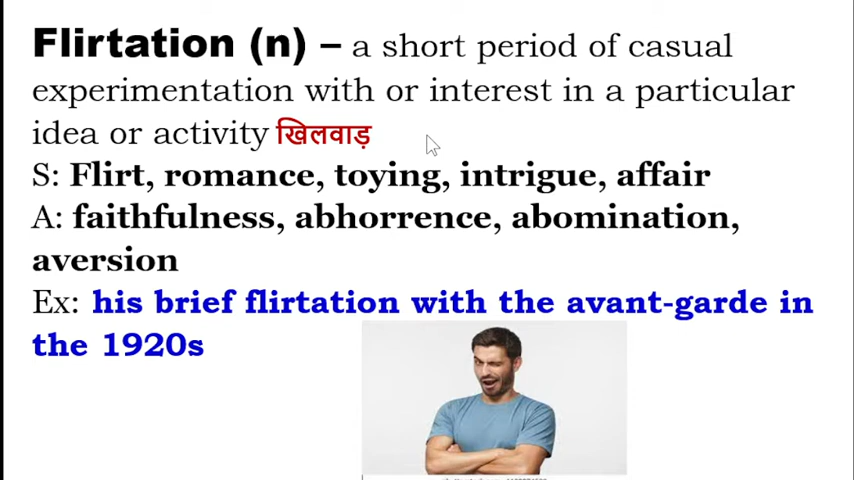 Flirtation (n) – a short period of casual
experimentation with or interest in a particular
idea or activity खिलवाड़
S: Flirt, romance, toying, intrigue, affair
A: faithfulness, abhorrence, abomination,
aversion
Ex: his brief flirtation with the avant-garde in
the 1920s